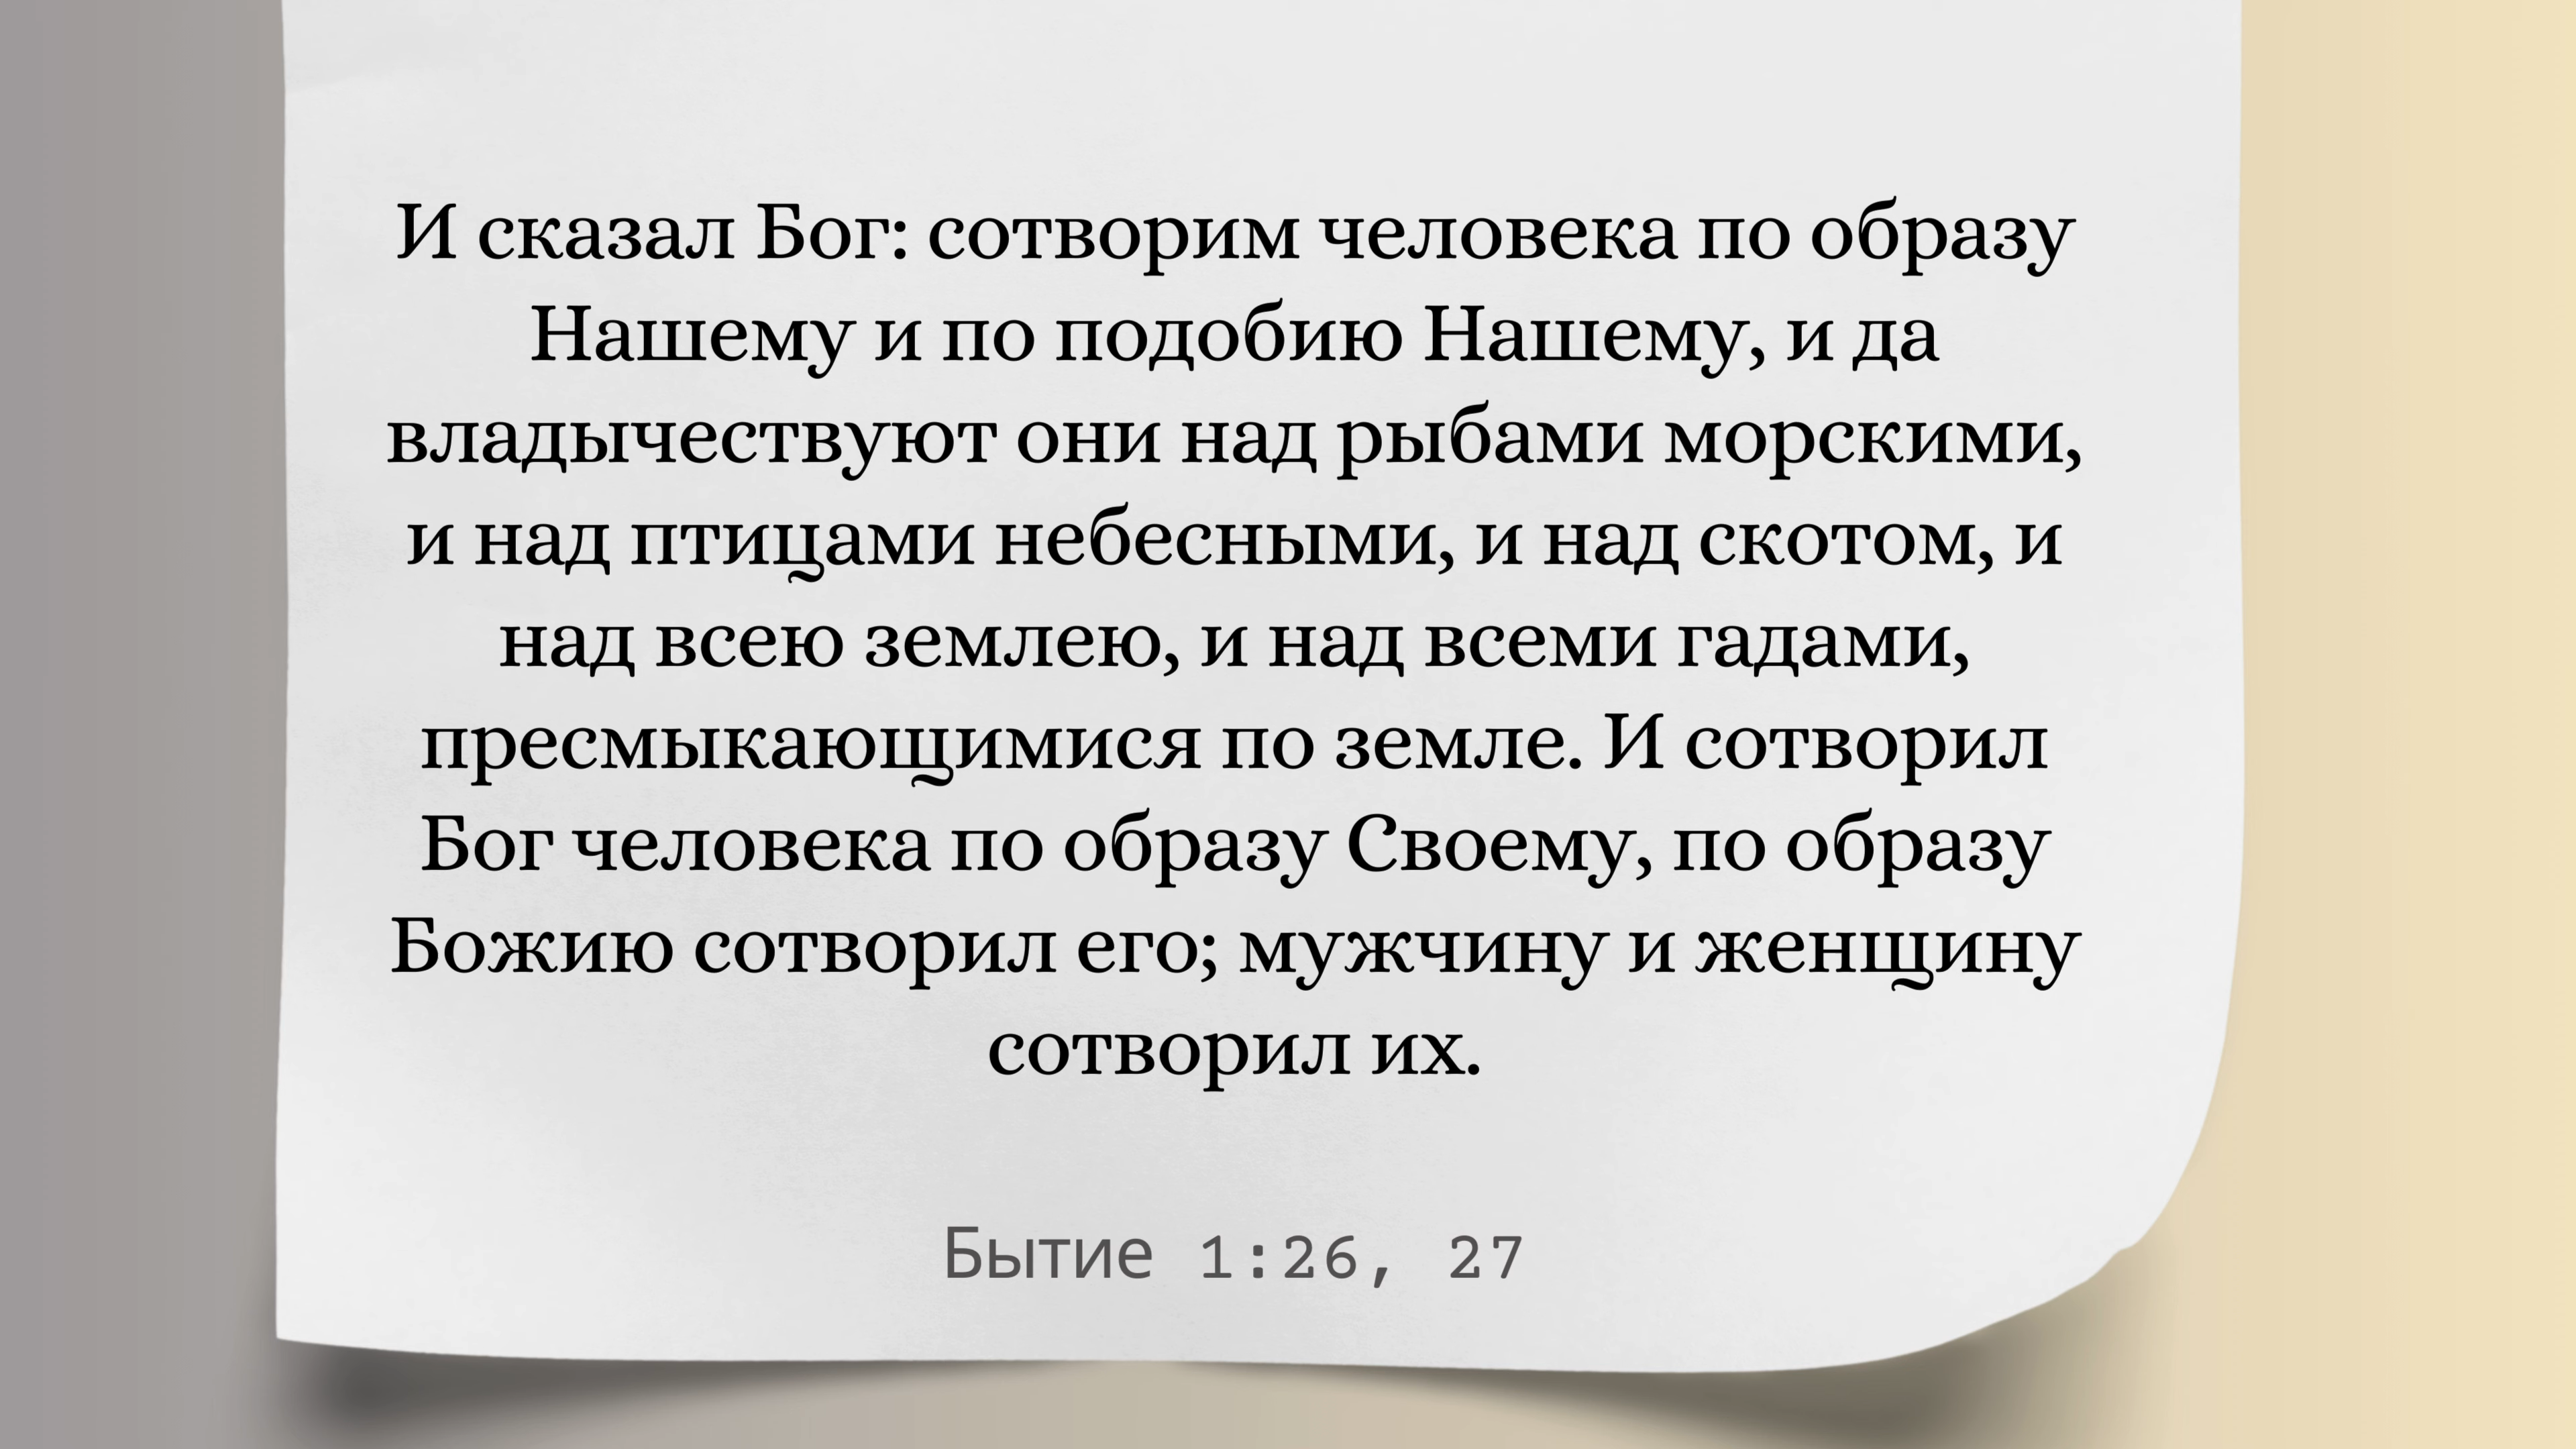 И сказал Бог: сотворим человека по образу
Нашему и по подобию Нашему, и да
владычествуют они над рыбами морскими,
и над птицами небесными, и над скотом, и
над всею землею, и над всеми гадами,
пресмыкающимися по земле. И сотворил
Бог человека по образу Своему, по образу
Божию сотворил его; мужчину и женщину
сотворил их.
Бытие 1:26, 27